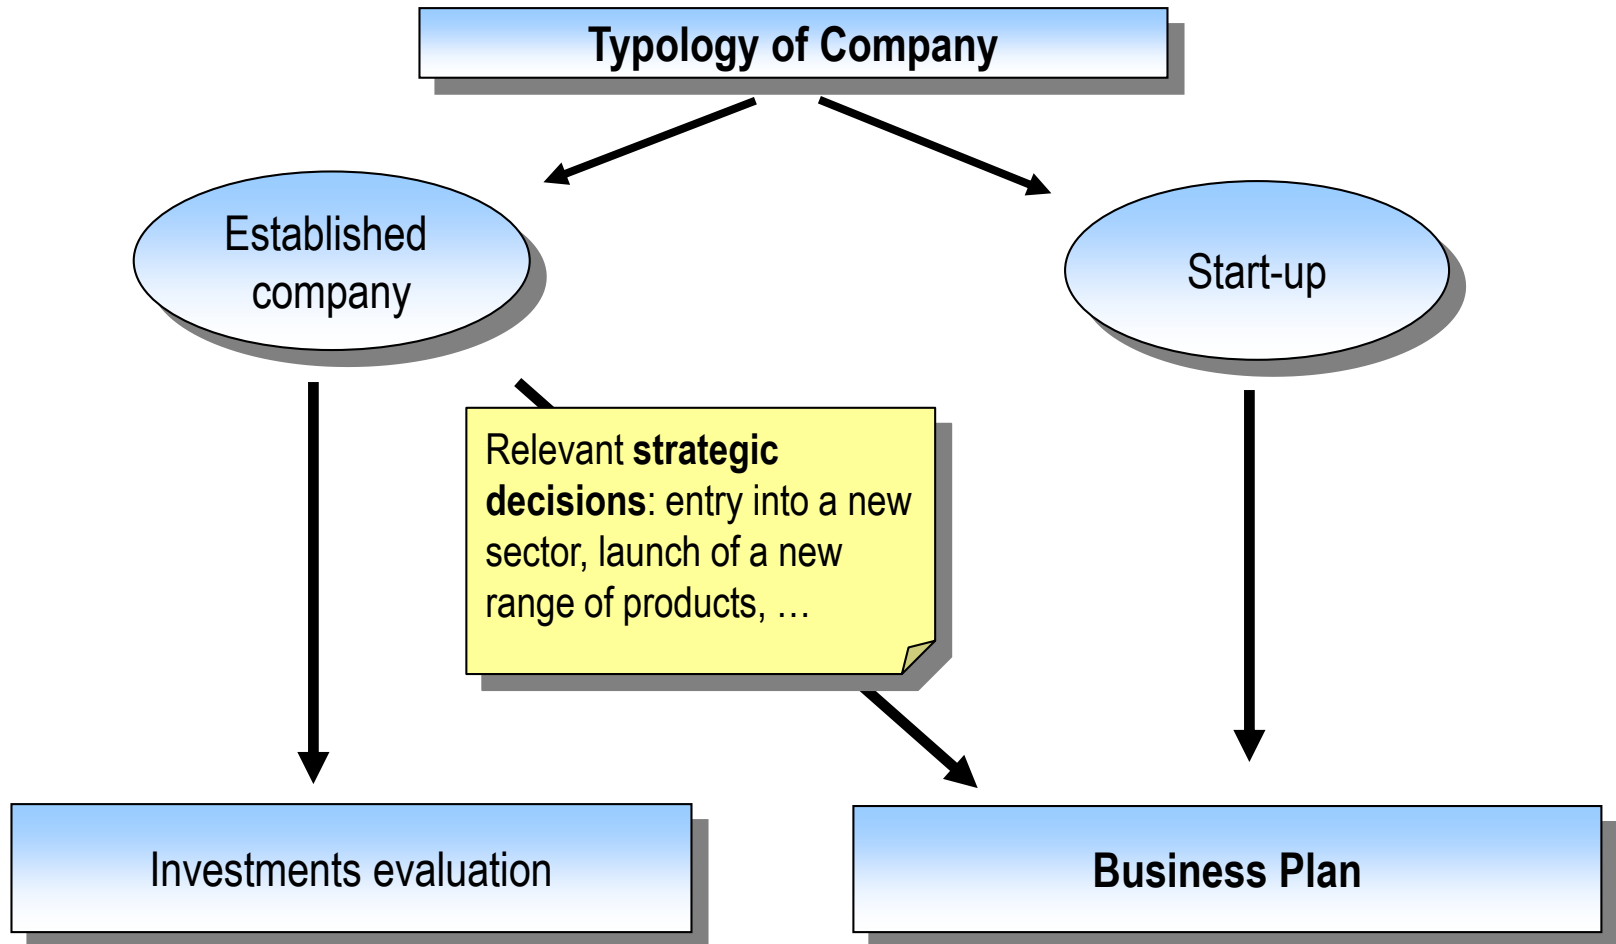 Typology of Company
Established
company
Start-up
Relevant strategic
decisions: entry into a new
sector, launch of a new
range of products, …
Investments evaluation
Business Plan